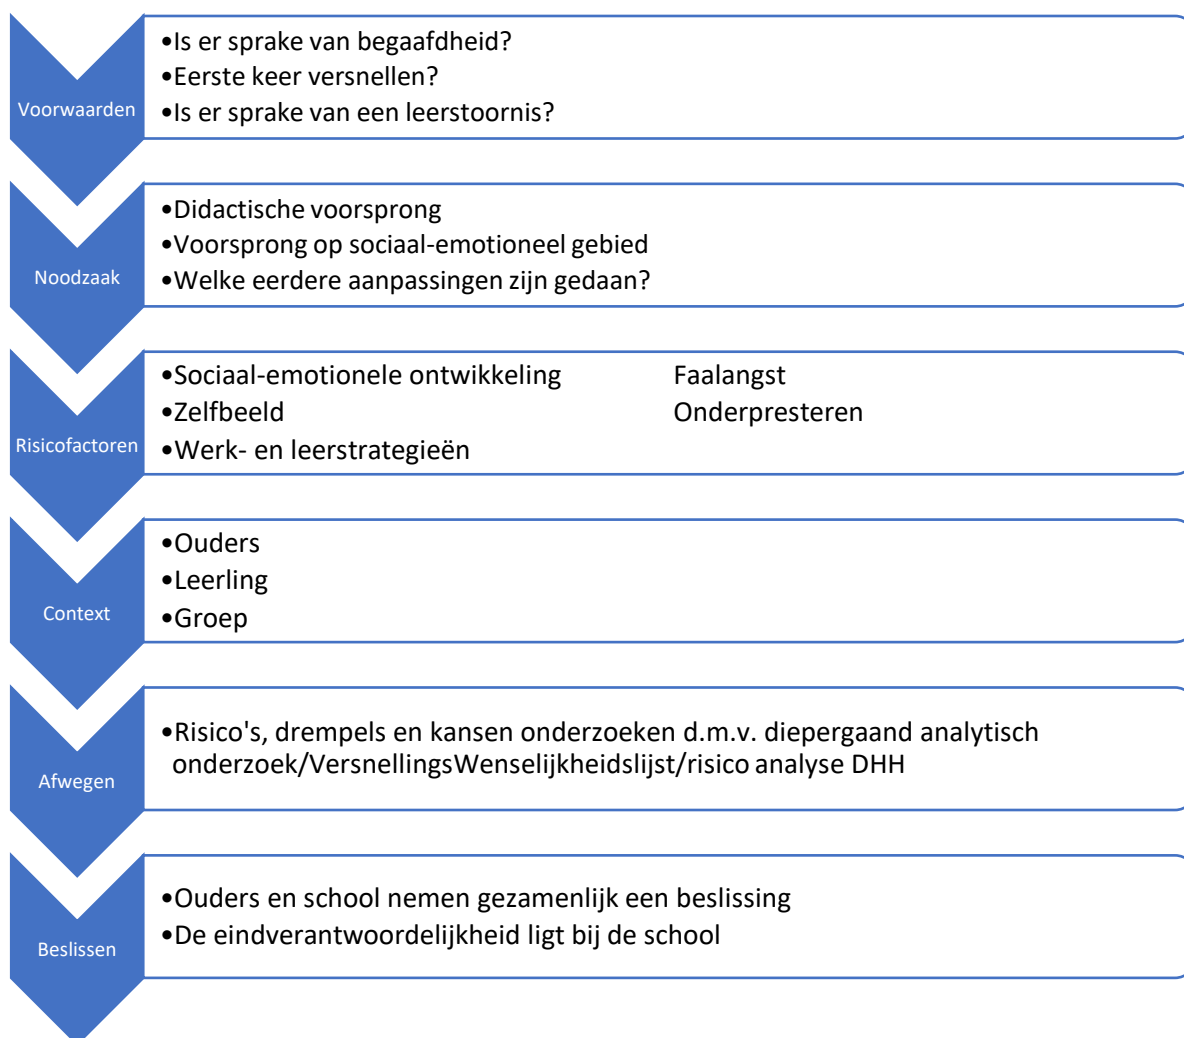 Voorwaarden
•Is er sprake van begaafdheid?
•Eerste keer versnellen?
•Is er sprake van een leerstoornis?
Noodzaak
•Didactische voorsprong
•Voorsprong op sociaal-emotioneel gebied
•Welke eerdere aanpassingen zijn gedaan?
Risicofactoren
•Sociaal-emotionele ontwikkeling Faalangst
•Zelfbeeld Onderpresteren
•Werk- en leerstrategieën
Context
•Ouders
•Leerling
•Groep
Afwegen
•Risico's, drempels en kansen onderzoeken d.m.v. diepergaand analytisch
onderzoek/VersnellingsWenselijkheidslijst/risico analyse DHH
Beslissen
•Ouders en school nemen gezamenlijk een beslissing
•De eindverantwoordelijkheid ligt bij de school